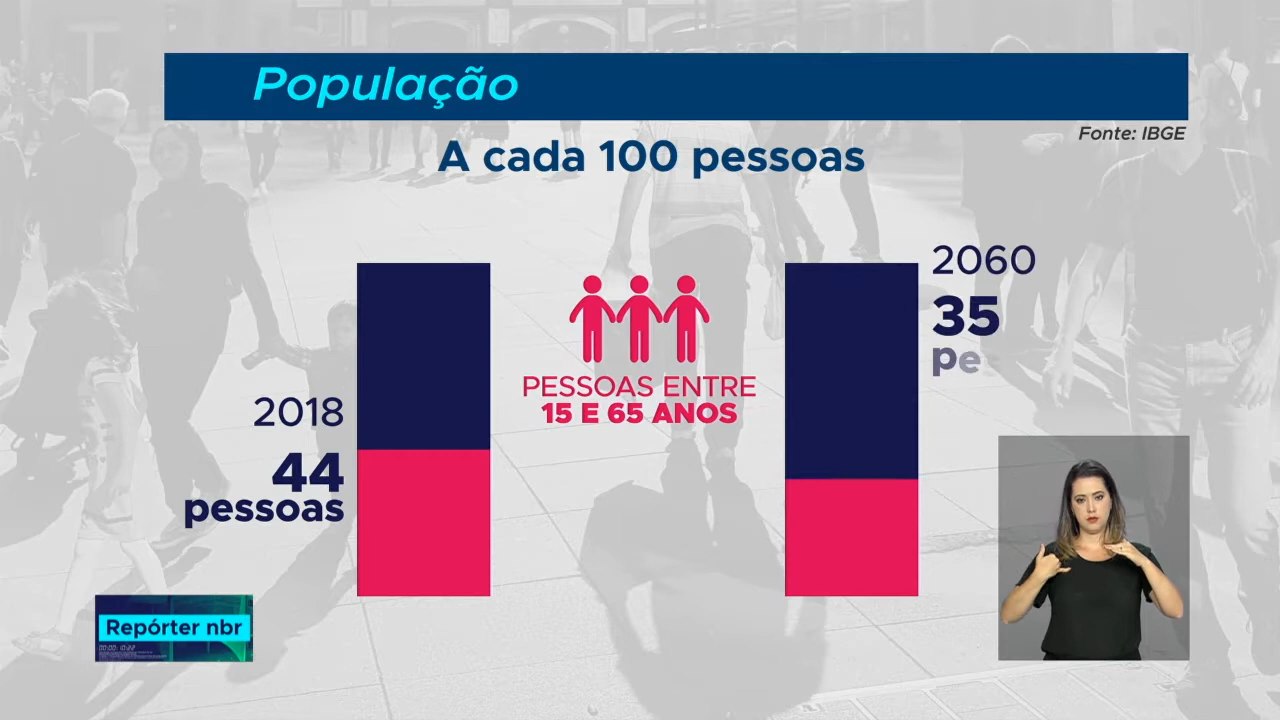 População
Fonte: IBGE
A cada 100 pessoas
2060
35
pe
PESSOAS ENTRE
15 E 65 ANOS
2018
44
pessoas
Repórter nbr